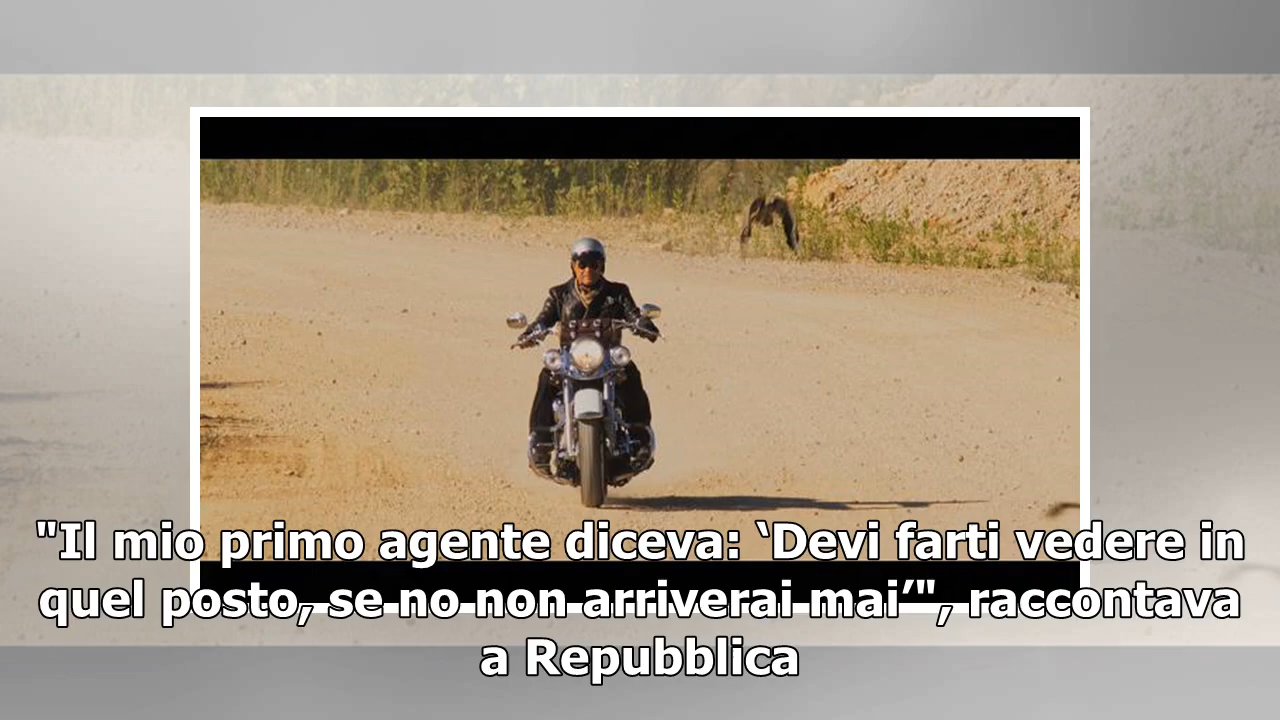 "Il mio primo agente diceva: ‘Devi farti vedere in
quel posto, se no non arriverai mai’", raccontava
a Repubblica